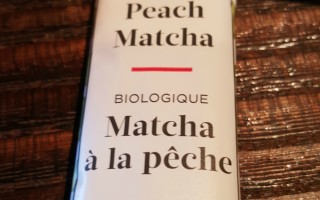 Peach
Matcha
BIOLOGIQUE
Matcha
à la pêche